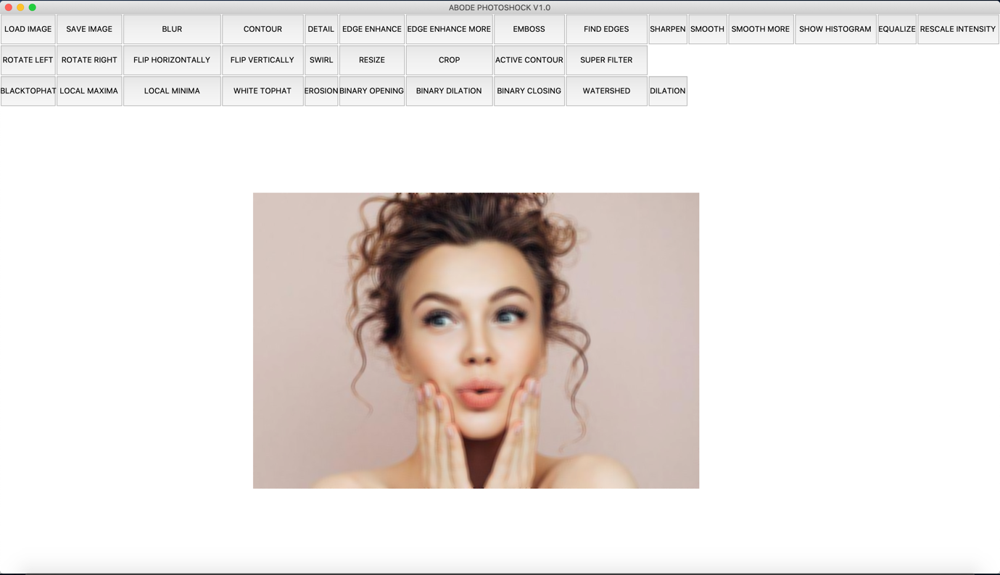 ABODE PHOTOSHOCK V1.0
LOAD IMAGE SAVE IMAGE BLUR CONTOUR DETAIL EDGE ENHANCE EDGE ENHANCE MORE EMBOSS FIND EDGES SHARPEN SMOOTH SMOOTH MORE SHOW HISTOGRAM EQUALIZE RESCALE INTENSITY
ROTATE LEFT ROTATE RIGHT FLIP HORIZONTALLY FLIP VERTICALLY SWIRL RESIZE CROP ACTIVE CONTOUR SUPER FILTER
BLACKTOPHAT LOCAL MAXIMA LOCAL MINIMA WHITE TOPHAT EROSION BINARY OPENING BINARY DILATION BINARY CLOSING WATERSHED DILATION